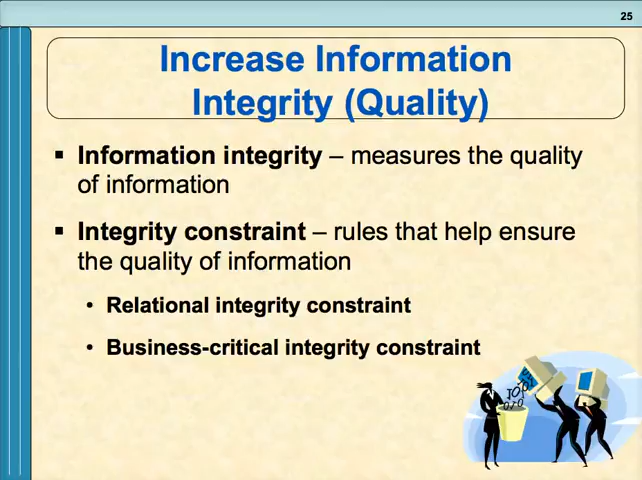 25
Increase Information
Integrity (Quality)
▪ Information integrity – measures the quality
of information
▪ Integrity constraint – rules that help ensure
the quality of information
• Relational integrity constraint
• Business-critical integrity constraint